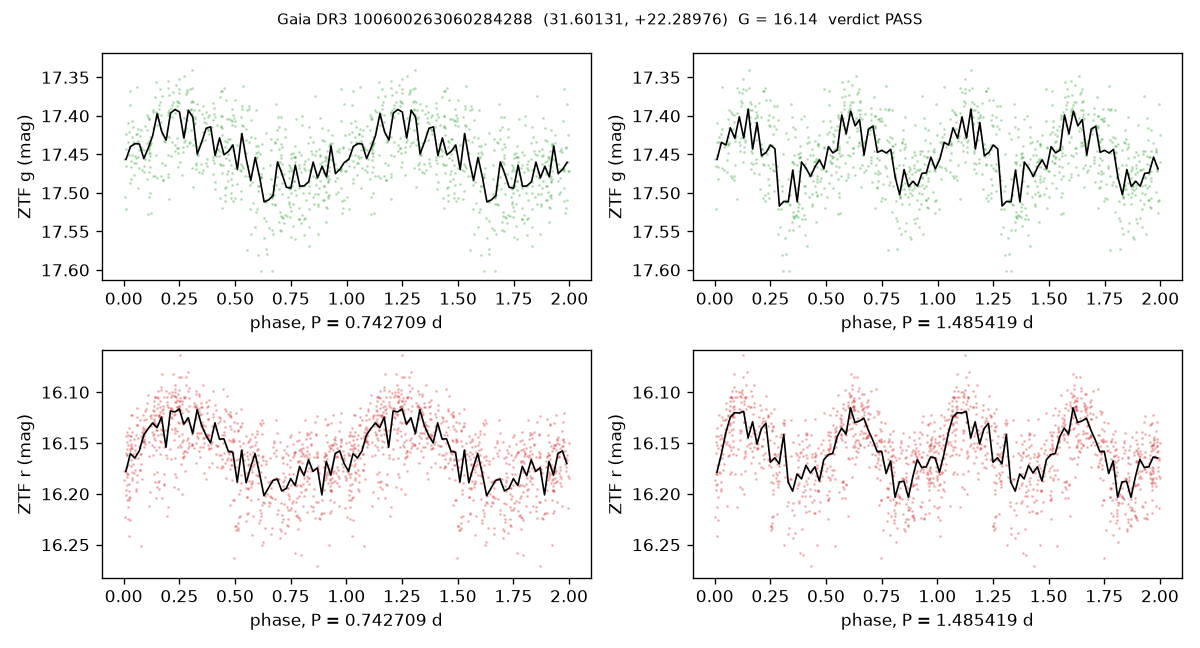 Gaia DR3 100600263060284288 (31.60131, +22.28976) G = 16.14 verdict PASS
ZTF g (mag)
17.35
17.40
17.45
17.50
17.55
17.60
0.00 0.25 0.50 0.75 1.00 1.25 1.50 1.75 2.00
phase, P = 0.742709 d
ZTF g (mag)
17.35
17.40
17.45
17.50
17.55
17.60
0.00 0.25 0.50 0.75 1.00 1.25 1.50 1.75 2.00
phase, P = 1.485419 d
ZTF r (mag)
16.10
16.15
16.20
16.25
0.00 0.25 0.50 0.75 1.00 1.25 1.50 1.75 2.00
phase, P = 0.742709 d
ZTF r (mag)
16.10
16.15
16.20
16.25
0.00 0.25 0.50 0.75 1.00 1.25 1.50 1.75 2.00
phase, P = 1.485419 d